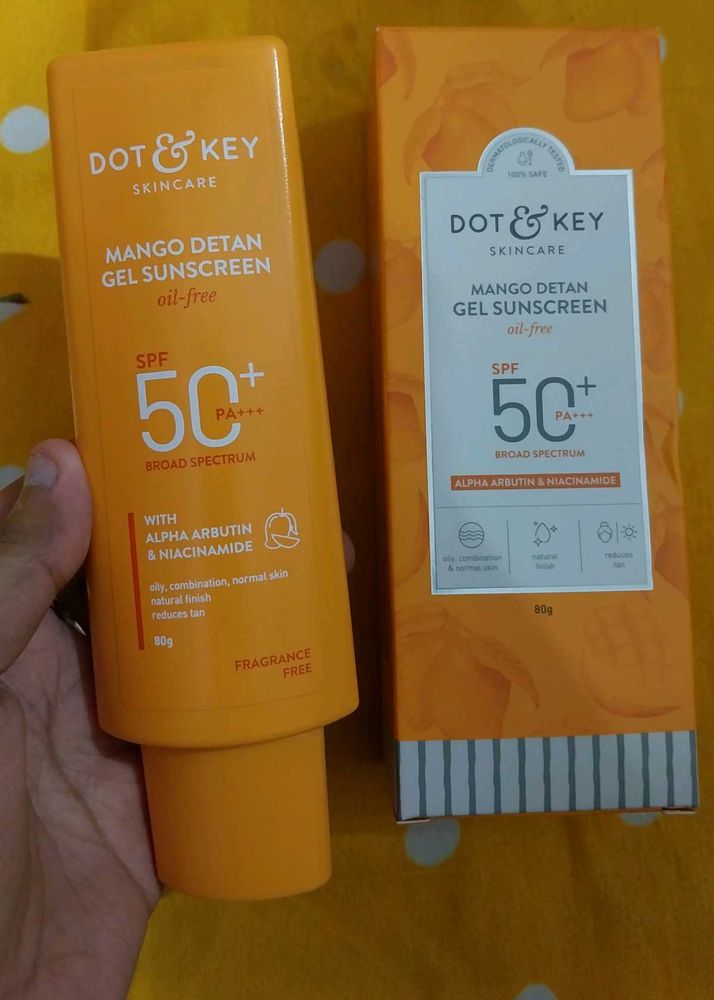 DOT & KEY
SKINCARE
MANGO DETAN
GEL SUNSCREEN
oil-free
SPF
50+
PA+++
BROAD SPECTRUM
WITH
ALPHA ARBUTIN
& NIACINAMIDE
oily, combination, normal skin
natural finish
reduces tan
80g
FRAGRANCE
FREE
DERMATOLOGICALLY TESTED
100% SAFE
DOT & KEY
SKINCARE
MANGO DETAN
GEL SUNSCREEN
oil-free
SPF
50+
PA+++
BROAD SPECTRUM
ALPHA ARBUTIN & NIACINAMIDE
oily, combination
& normal skin
natural
finish
reduces
tan
80g